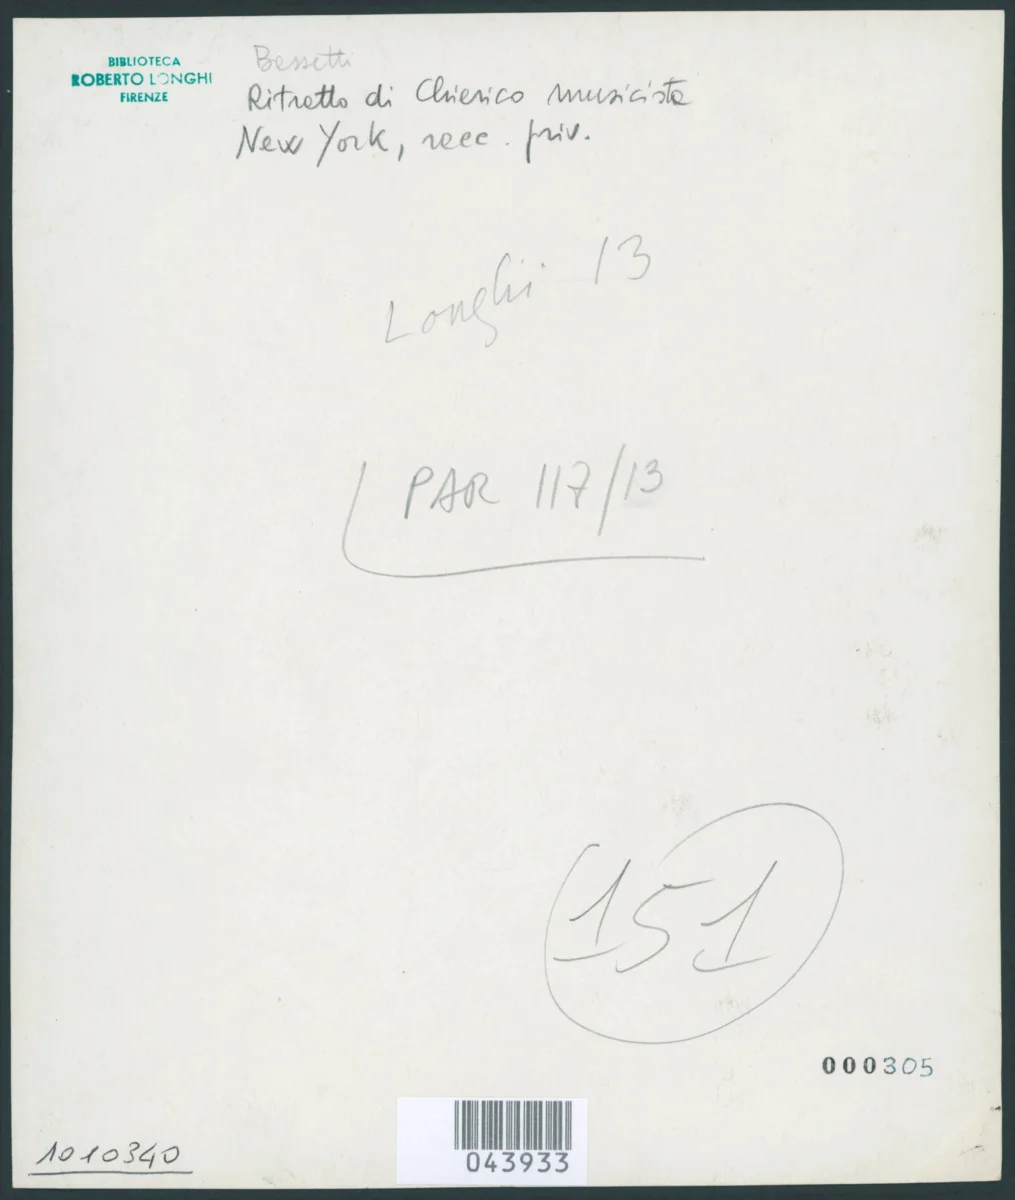 BIBLIOTECA
ROBERTO LONGHI
FIRENZE
Bessetti
Ritratto di Chierico musicista
New York, racc. priv.
Longhi 13
PAR 117/13
151
000305
043933
1010340